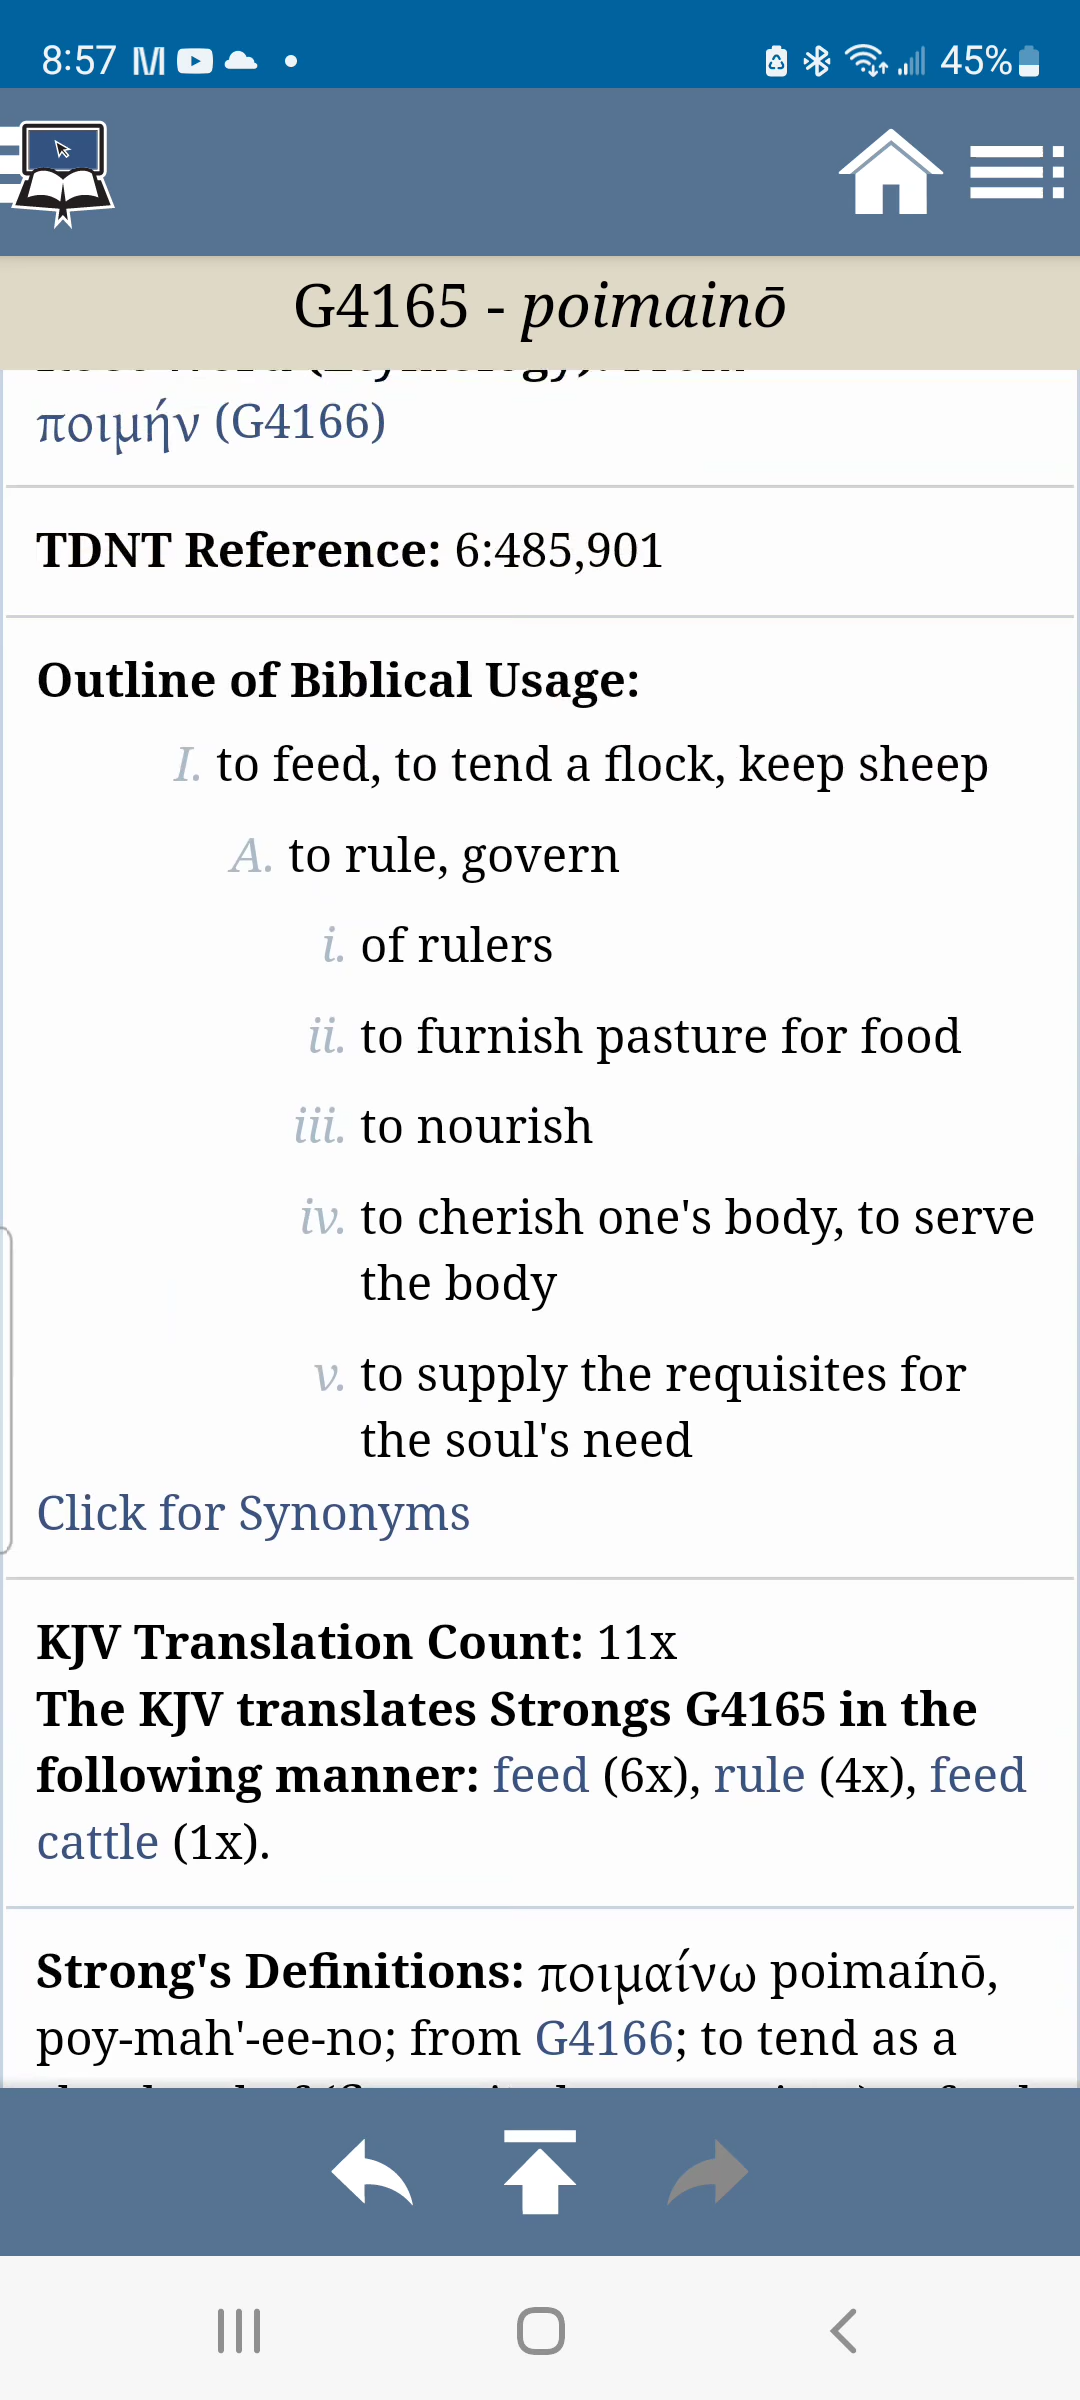 8:57
45%
G4165 - poimainō
ποιμήν (G4166)
TDNT Reference: 6:485,901
Outline of Biblical Usage:
I. to feed, to tend a flock, keep sheep
A. to rule, govern
i. of rulers
ii. to furnish pasture for food
iii. to nourish
iv. to cherish one's body, to serve
the body
v. to supply the requisites for
the soul's need
Click for Synonyms
KJV Translation Count: 11x
The KJV translates Strongs G4165 in the
following manner: feed (6x), rule (4x), feed
cattle (1x).
Strong's Definitions: ποιμαίνω poimaínō,
poy-mah'-ee-no; from G4166; to tend as a